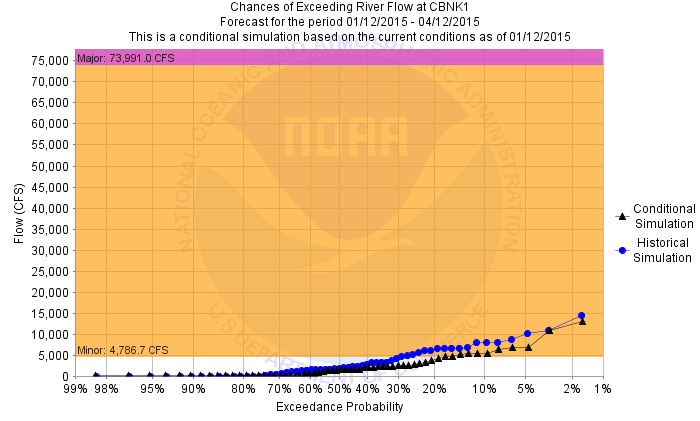 Chances of Exceeding River Flow at CBNK1
Forecast for the period 01/12/2015 - 04/12/2015
This is a conditional simulation based on the current conditions as of 01/12/2015
Major: 73,991.0 CFS
75,000
70,000
65,000
60,000
55,000
50,000
45,000
40,000
35,000
30,000
25,000
20,000
15,000
10,000
5,000
0
Flow (CFS)
NATIONAL OCEANIC AND ATMOSPHERIC ADMINISTRATION
NOAA
U.S. DEPARTMENT OF COMMERCE
Conditional
Simulation
Historical
Simulation
Minor: 4,786.7 CFS
99% 98% 95% 90% 80% 70% 60% 50% 40% 30% 20% 10% 5% 2% 1%
Exceedance Probability